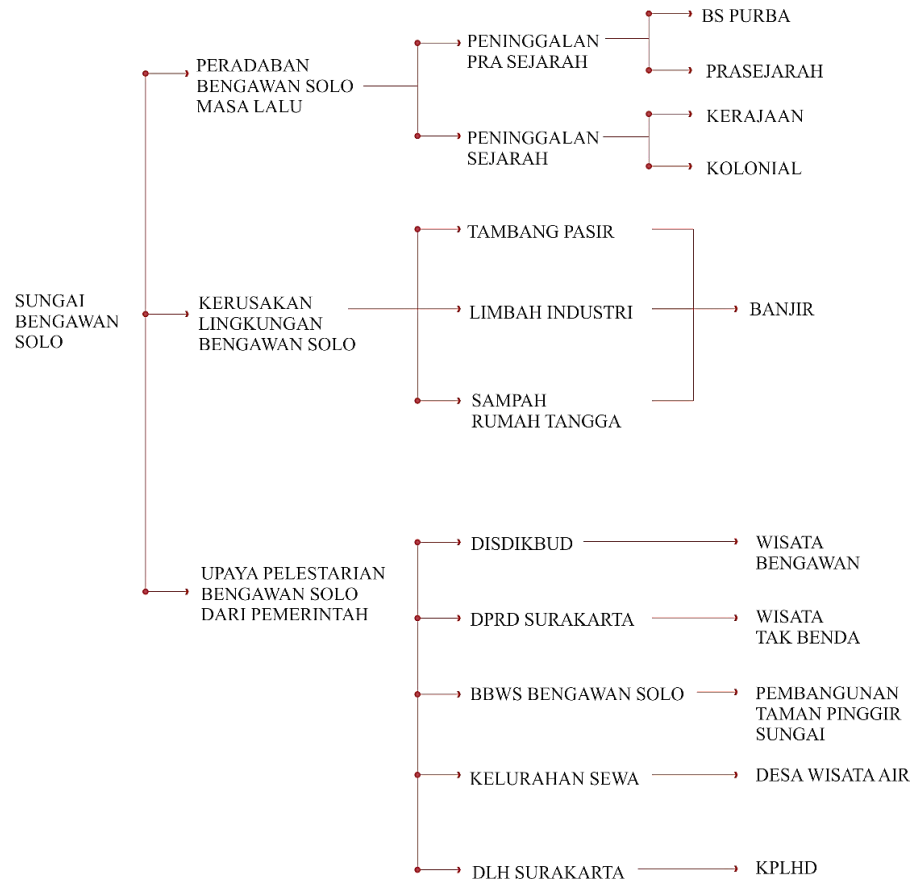 SUNGAI
BENGAWAN
SOLO
PERADABAN
BENGAWAN SOLO
MASA LALU
PENINGGALAN
PRA SEJARAH
BS PURBA
PRASEJARAH
PENINGGALAN
SEJARAH
KERAJAAN
KOLONIAL
KERUSAKAN
LINGKUNGAN
BENGAWAN SOLO
TAMBANG PASIR
LIMBAH INDUSTRI
SAMPAH
RUMAH TANGGA
BANJIR
UPAYA PELESTARIAN
BENGAWAN SOLO
DARI PEMERINTAH
DISDIKBUD
WISATA
BENGAWAN
DPRD SURAKARTA
WISATA
TAK BENDA
BBWS BENGAWAN SOLO
PEMBANGUNAN
TAMAN PINGGIR
SUNGAI
KELURAHAN SEWA
DESA WISATA AIR
DLH SURAKARTA
KPLHD